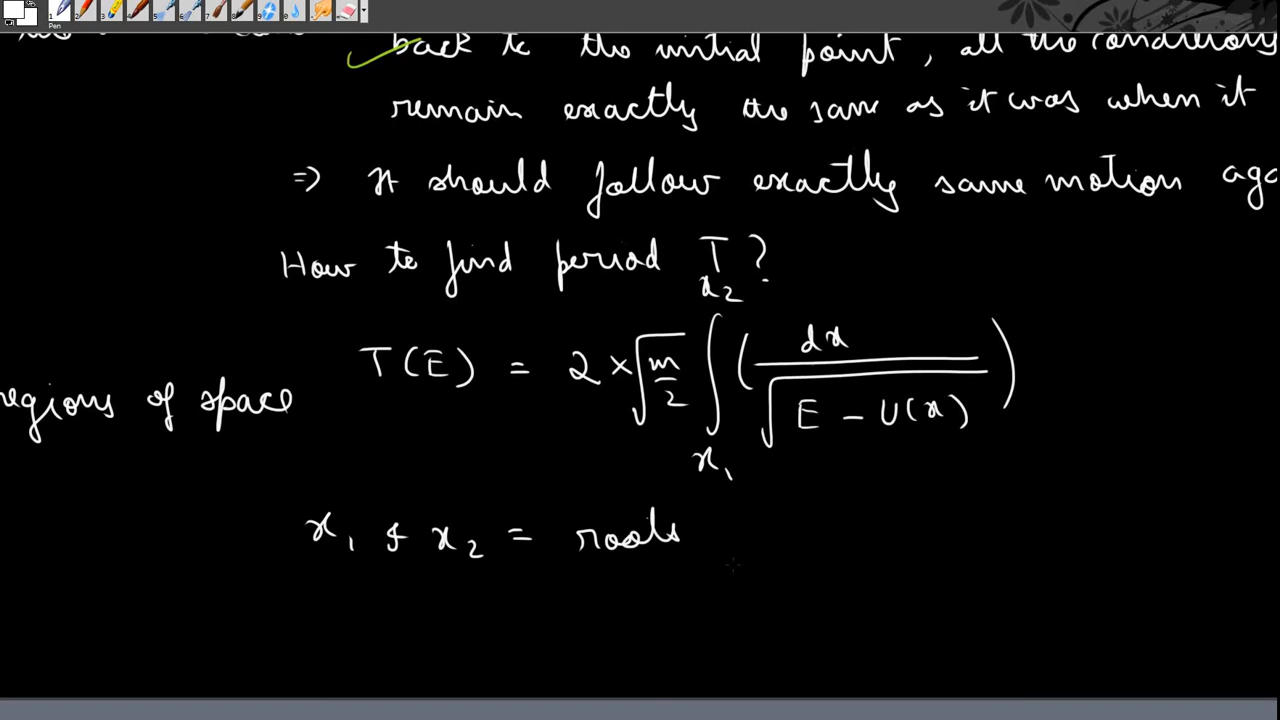 back to the initial point, all the conditions
remain exactly the same as it was when it
⇒ It should follow exactly same motion aga
How to find period T?
T(E) = 2 × √(m/2) ∫_{x₁}^{x₂} (dx / √(E − U(x)))
regions of space
x₁ & x₂ = roots